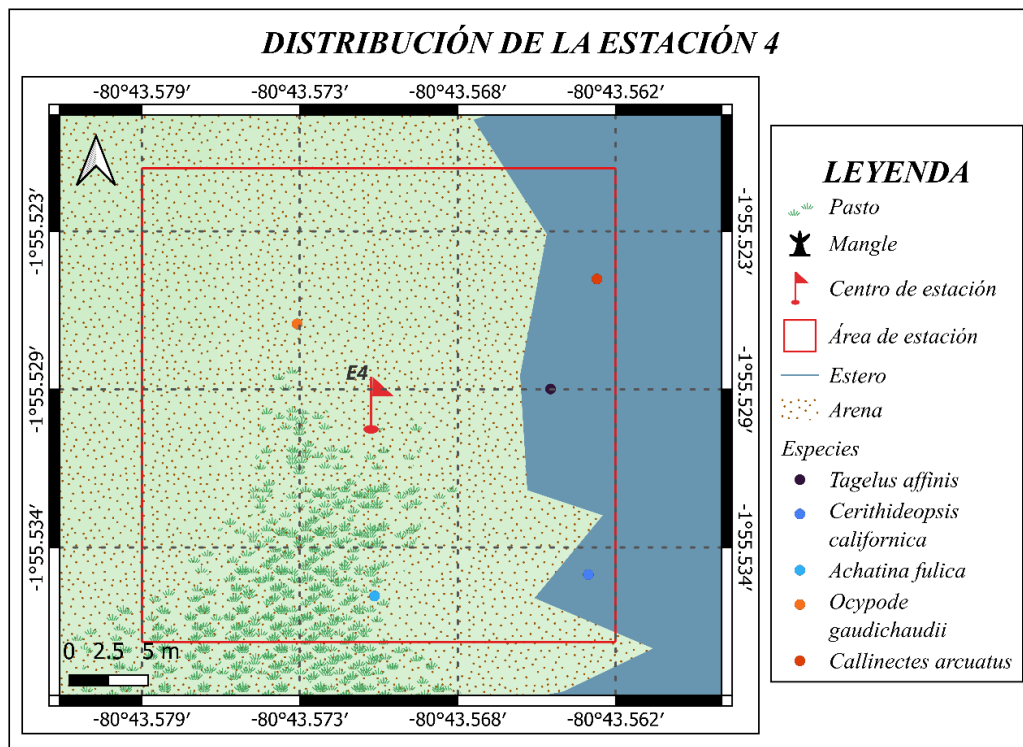 DISTRIBUCIÓN DE LA ESTACIÓN 4
-80°43.579′ -80°43.573′ -80°43.568′ -80°43.562′
-1°55.523′ -1°55.523′
-1°55.529′ -1°55.529′
-1°55.534′ -1°55.534′
E4
0 2.5 5 m
-80°43.579′ -80°43.573′ -80°43.568′ -80°43.562′
LEYENDA
Pasto
Mangle
Centro de estación
Área de estación
Estero
Arena
Especies
Tagelus affinis
Cerithideopsis
californica
Achatina fulica
Ocypode
gaudichaudii
Callinectes arcuatus